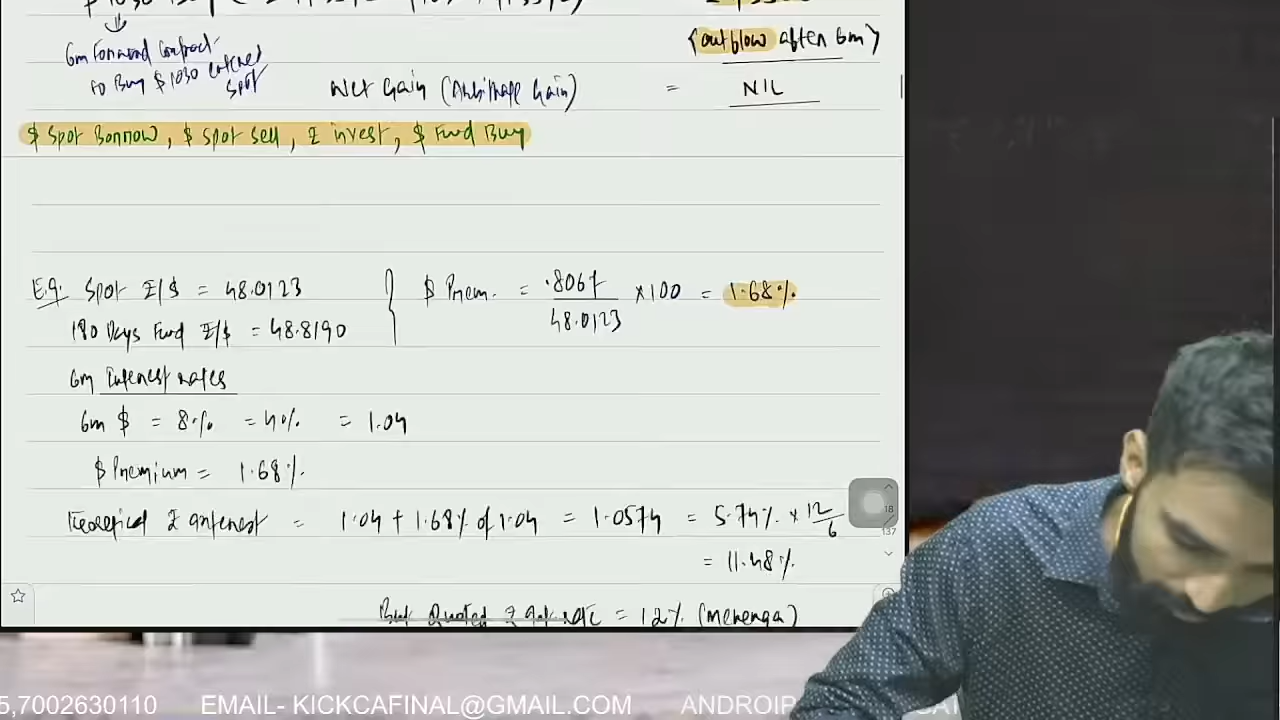 (outflow after 6m)
6m Forward Contract
to Buy $1030
Spot
Net Gain (Arbitrage Gain) = NIL
$ Spot Borrow, $ Spot Sell, ₹ invest, $ Fwd Buy
E.g. Spot ₹/$ = 48.0123
$ Prem. = .8067 / 48.0123 ×100 = 1.68%
180 Days Fwd ₹/$ = 48.8190
6m Interest rates
6m $ = 8% = 4% = 1.04
$ Premium = 1.68%
Theoretical ₹ interest = 1.04 + 1.68% of 1.04 = 1.0574 = 5.74% × 12/6
= 11.48%
18
137
But Quoted ₹ Int rate = 12% (Mehenga)
5,7002630110 EMAIL- KICKCAFINAL@GMAIL.COM